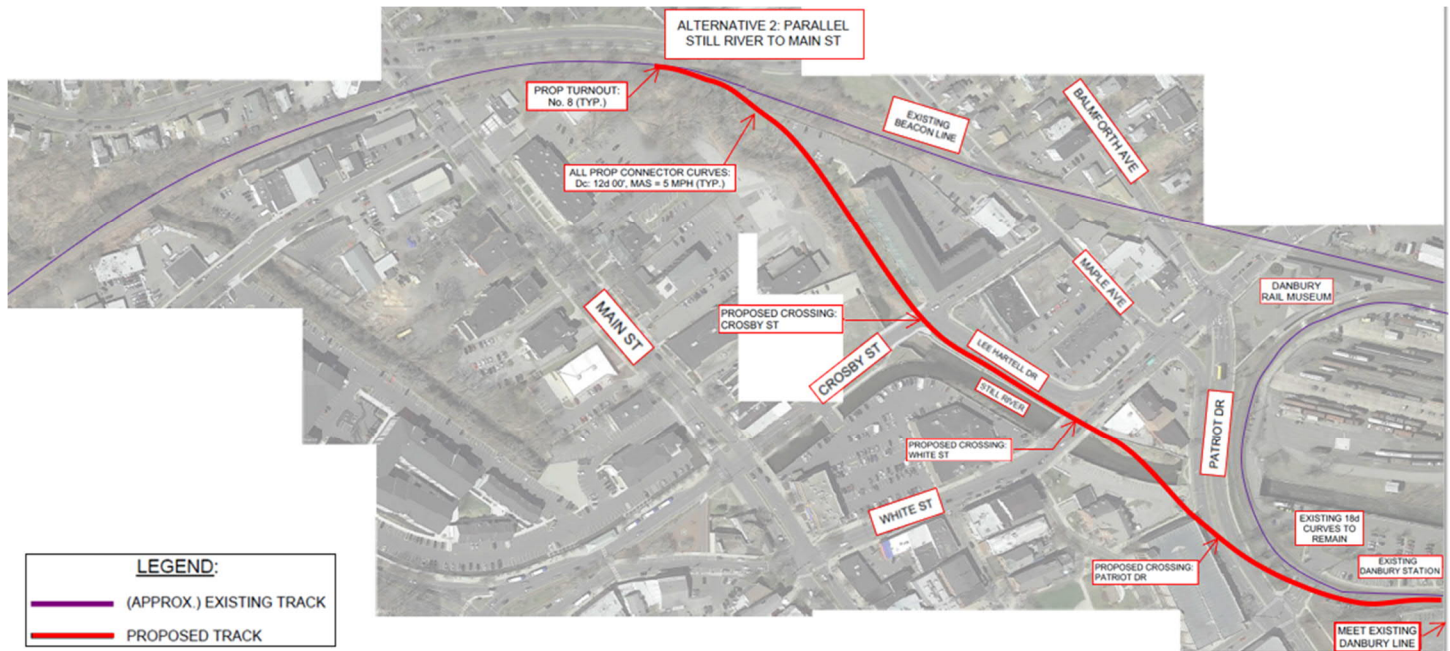 ALTERNATIVE 2: PARALLEL
STILL RIVER TO MAIN ST
PROP TURNOUT:
No. 8 (TYP.)
EXISTING
BEACON LINE
BALMFORTH AVE
ALL PROP CONNECTOR CURVES:
Dc: 12d 00', MAS = 5 MPH (TYP.)
MAIN ST
PROPOSED CROSSING:
CROSBY ST
CROSBY ST
MAPLE AVE
DANBURY
RAIL MUSEUM
LEE HARTELL DR
STILL RIVER
PROPOSED CROSSING:
WHITE ST
PATRIOT DR
WHITE ST
EXISTING 18d
CURVES TO
REMAIN
EXISTING
DANBURY STATION
PROPOSED CROSSING:
PATRIOT DR
MEET EXISTING
DANBURY LINE
LEGEND:
(APPROX.) EXISTING TRACK
PROPOSED TRACK